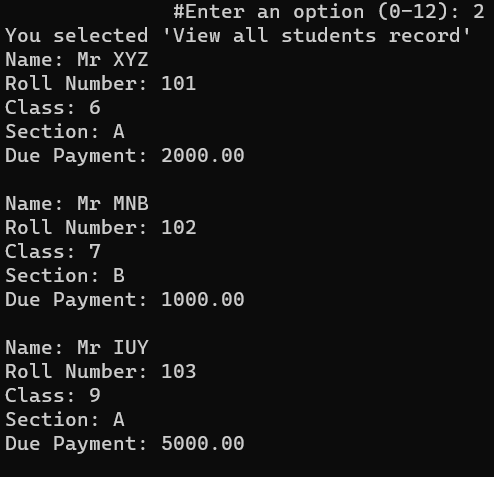 #Enter an option (0-12): 2
You selected 'View all students record'
Name: Mr XYZ
Roll Number: 101
Class: 6
Section: A
Due Payment: 2000.00
Name: Mr MNB
Roll Number: 102
Class: 7
Section: B
Due Payment: 1000.00
Name: Mr IUY
Roll Number: 103
Class: 9
Section: A
Due Payment: 5000.00